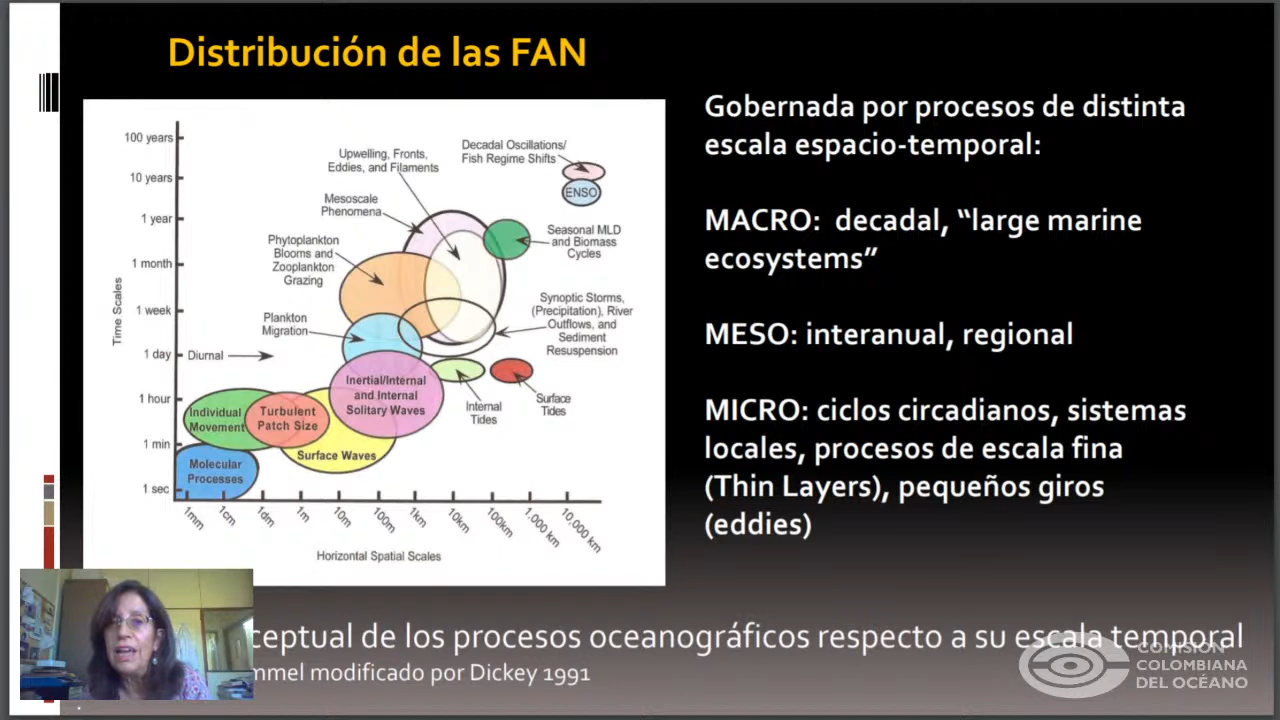 Distribución de las FAN
100 years
10 years
1 year
1 month
1 week
1 day
1 hour
1 min
1 sec
Time Scales
Decadal Oscillations/
Fish Regime Shifts
ENSO
Upwelling, Fronts,
Eddies, and Filaments
Mesoscale
Phenomena
Seasonal MLD
and Biomass
Cycles
Phytoplankton
Blooms and
Zooplankton
Grazing
Synoptic Storms,
(Precipitation), River
Outflows, and
Sediment
Resuspension
Plankton
Migration
Diurnal
Inertial/Internal
and Internal
Solitary Waves
Internal
Tides
Surface
Tides
Individual
Movement
Turbulent
Patch Size
Surface Waves
Molecular
Processes
1mm
1cm
1dm
1m
10m
100m
1km
10km
100km
1.000 km
10,000 km
Horizontal Spatial Scales
Gobernada por procesos de distinta
escala espacio-temporal:
MACRO: decadal, “large marine
ecosystems”
MESO: interanual, regional
MICRO: ciclos circadianos, sistemas
locales, procesos de escala fina
(Thin Layers), pequeños giros
(eddies)
ceptual de los procesos oceanográficos respecto a su escala temporal
mmel modificado por Dickey 1991
COMISIÓN
COLOMBIANA
DEL OCÉANO